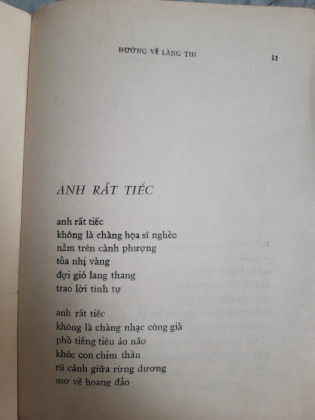 ĐƯỜNG VỀ LÀNG THI 11
ANH RẤT TIẾC
anh rất tiếc
không là chàng họa sĩ nghèo
nằm trên cành phượng
tỏa nhị vàng
đợi gió lang thang
trao lời tình tự
anh rất tiếc
không là chàng nhạc công già
phổ tiếng tiêu áo não
khóc con chim thần
rũ cánh giữa rừng dương
mơ về hoang đảo